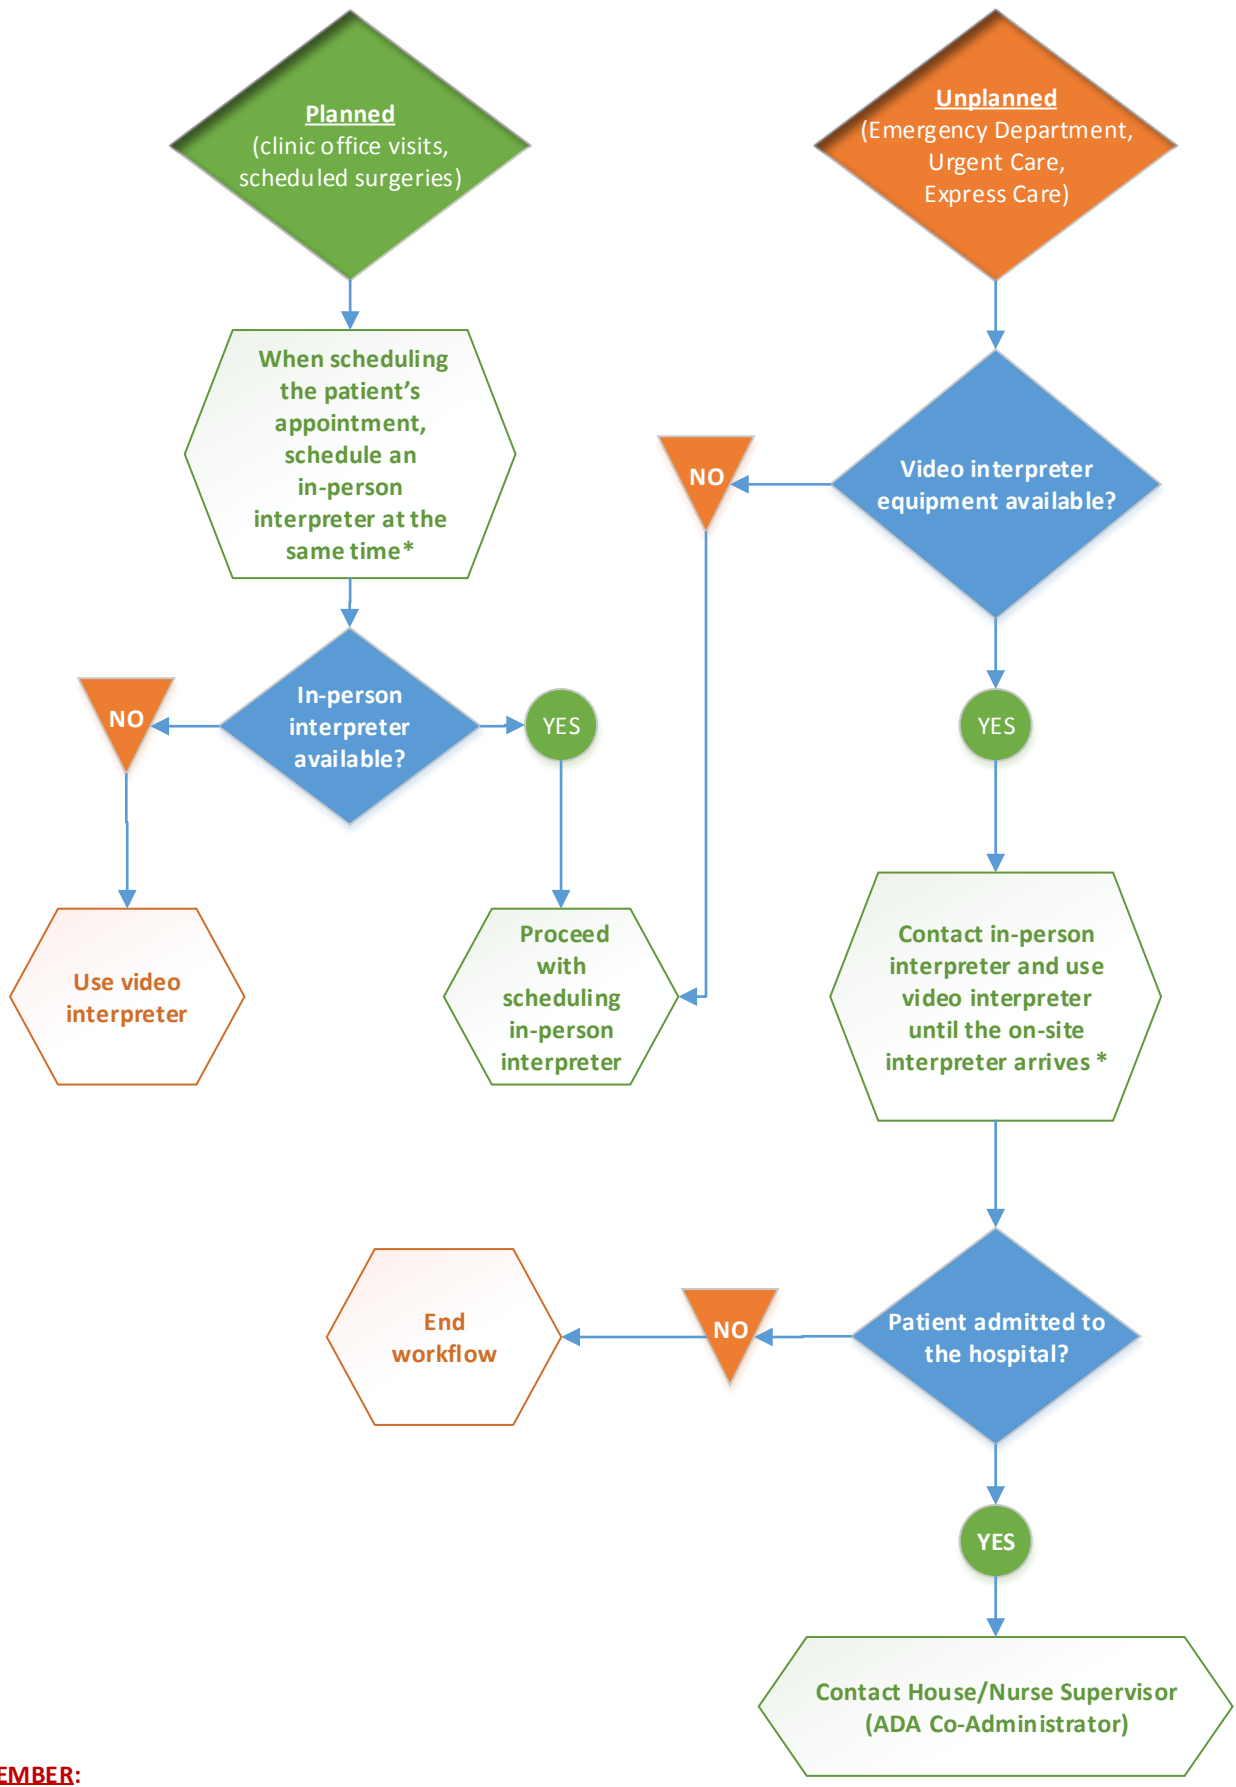 Planned
(clinic office visits,
scheduled surgeries)
Unplanned
(Emergency Department,
Urgent Care,
Express Care)
When scheduling
the patient’s
appointment,
schedule an
in-person
interpreter at the
same time*
NO
Video interpreter
equipment available?
NO
In-person
interpreter
available?
YES
YES
Use video
interpreter
Proceed
with
scheduling
in-person
interpreter
Contact in-person
interpreter and use
video interpreter
until the on-site
interpreter arrives *
End
workflow
NO
Patient admitted to
the hospital?
YES
Contact House/Nurse Supervisor
(ADA Co-Administrator)
EMBER: